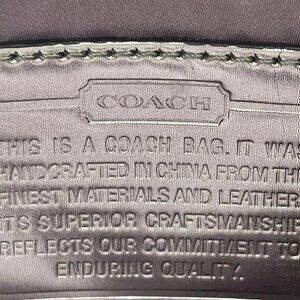 COACH
THIS IS A COACH BAG. IT WAS
HANDCRAFTED IN CHINA FROM THE
FINEST MATERIALS AND LEATHER.
ITS SUPERIOR CRAFTSMANSHIP
REFLECTS OUR COMMITMENT TO
ENDURING QUALITY.